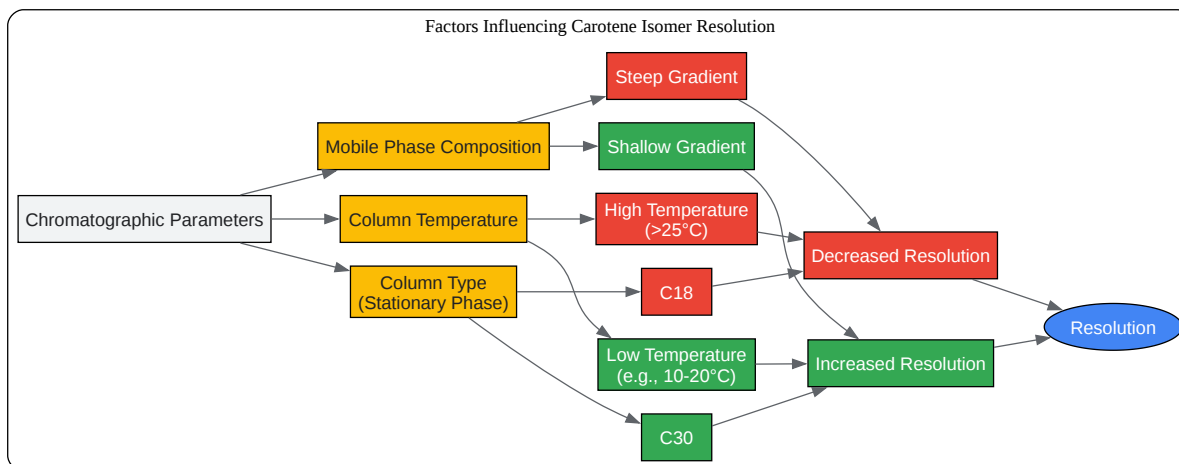 Factors Influencing Carotene Isomer Resolution
Steep Gradient
Mobile Phase Composition
Shallow Gradient
Chromatographic Parameters
Column Temperature
High Temperature
(>25°C)
Decreased Resolution
Column Type
(Stationary Phase)
C18
Resolution
Low Temperature
(e.g., 10-20°C)
Increased Resolution
C30